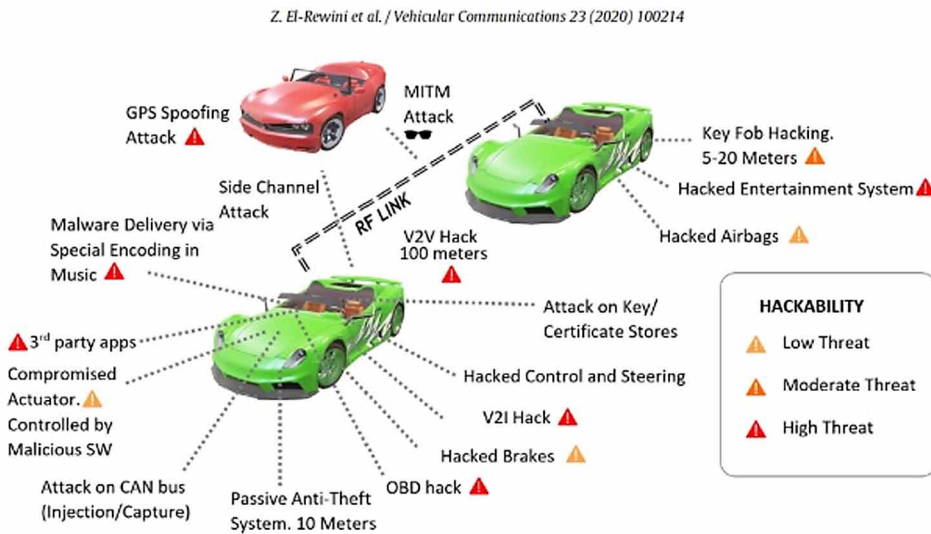 Z. El-Rewini et al. / Vehicular Communications 23 (2020) 100214
GPS Spoofing
Attack
MITM
Attack
Key Fob Hacking.
5-20 Meters
Hacked Entertainment System
Hacked Airbags
Side Channel
Attack
RF LINK
V2V Hack
100 meters
Malware Delivery via
Special Encoding in
Music
3rd party apps
Compromised
Actuator.
Controlled by
Malicious SW
Attack on CAN bus
(Injection/Capture)
Passive Anti-Theft
System. 10 Meters
OBD hack
Hacked Brakes
V2I Hack
Hacked Control and Steering
Attack on Key/
Certificate Stores
HACKABILITY
Low Threat
Moderate Threat
High Threat